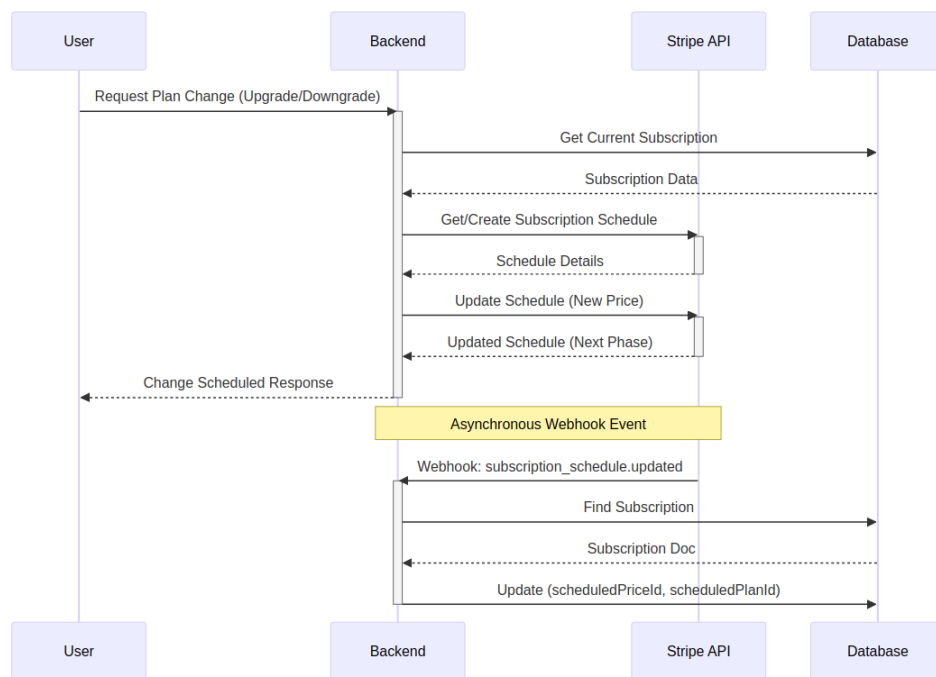 User
Backend
Stripe API
Database
Request Plan Change (Upgrade/Downgrade)
Get Current Subscription
Subscription Data
Get/Create Subscription Schedule
Schedule Details
Update Schedule (New Price)
Updated Schedule (Next Phase)
Change Scheduled Response
Asynchronous Webhook Event
Webhook: subscription_schedule.updated
Find Subscription
Subscription Doc
Update (scheduledPriceId, scheduledPlanId)
User
Backend
Stripe API
Database